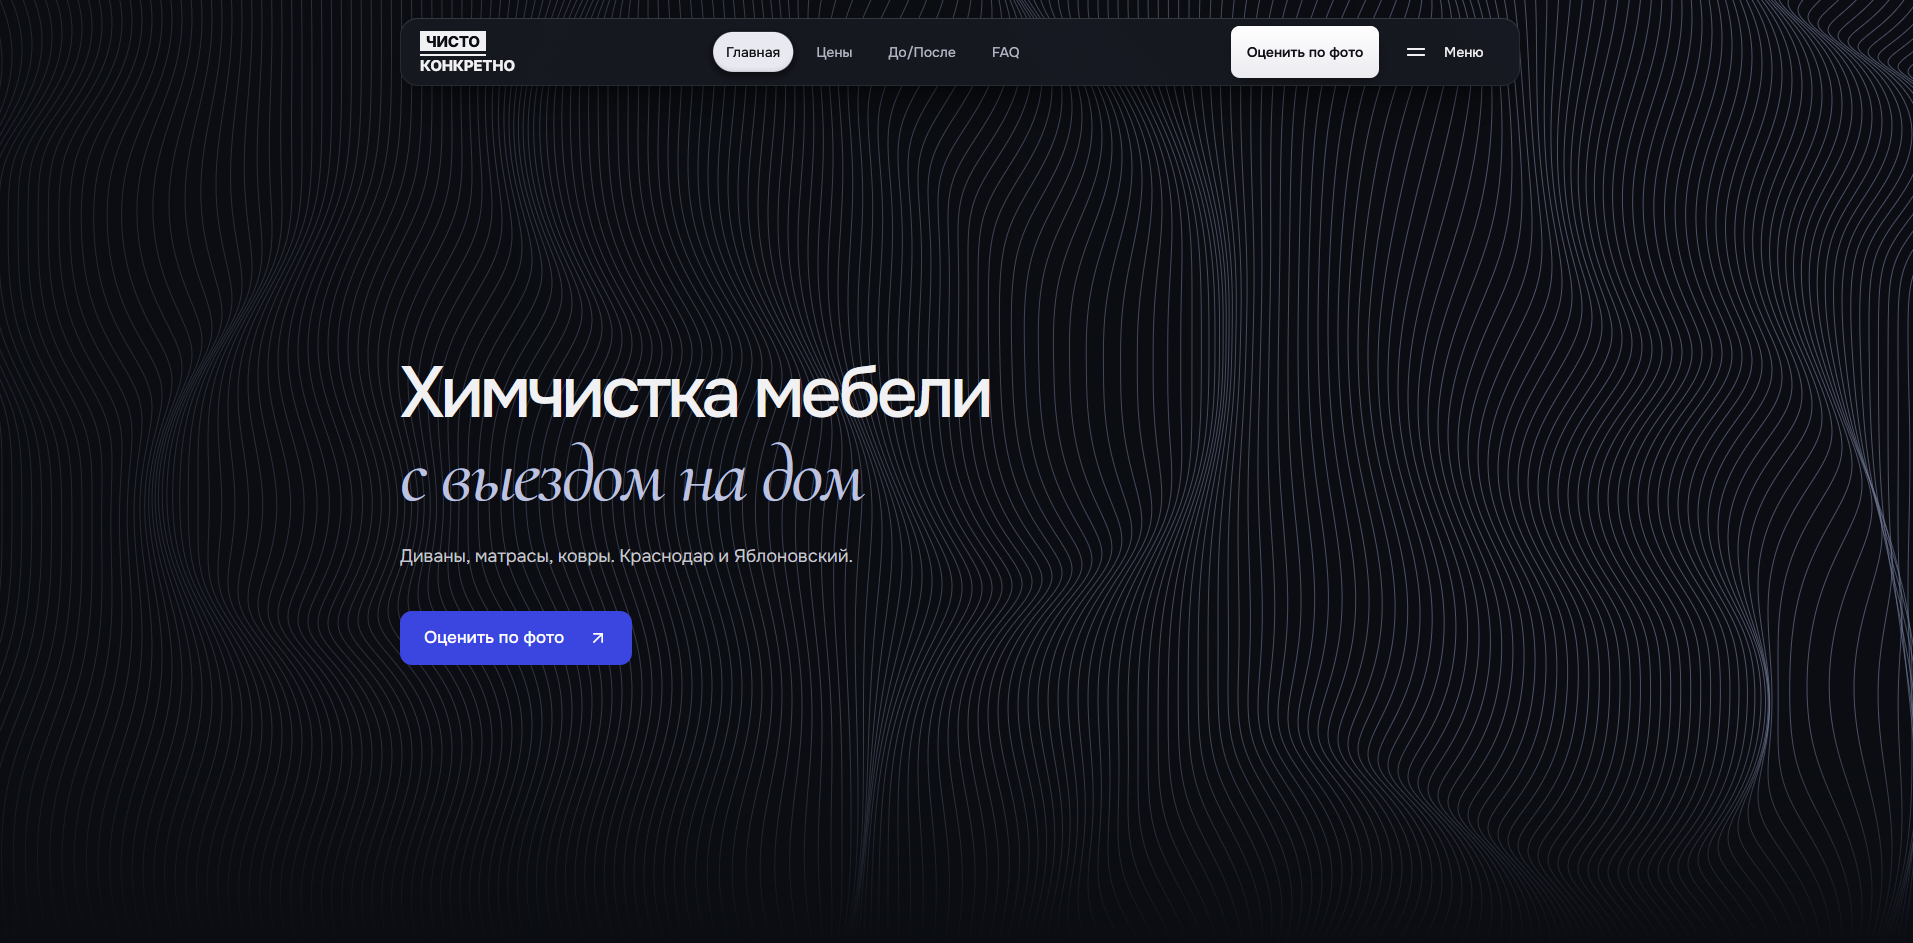 ЧИСТО
КОНКРЕТНО
Главная
Цены
До/После
FAQ
Оценить по фото
Меню
Химчистка мебели
с выездом на дом
Диваны, матрасы, ковры. Краснодар и Яблоновский.
Оценить по фото